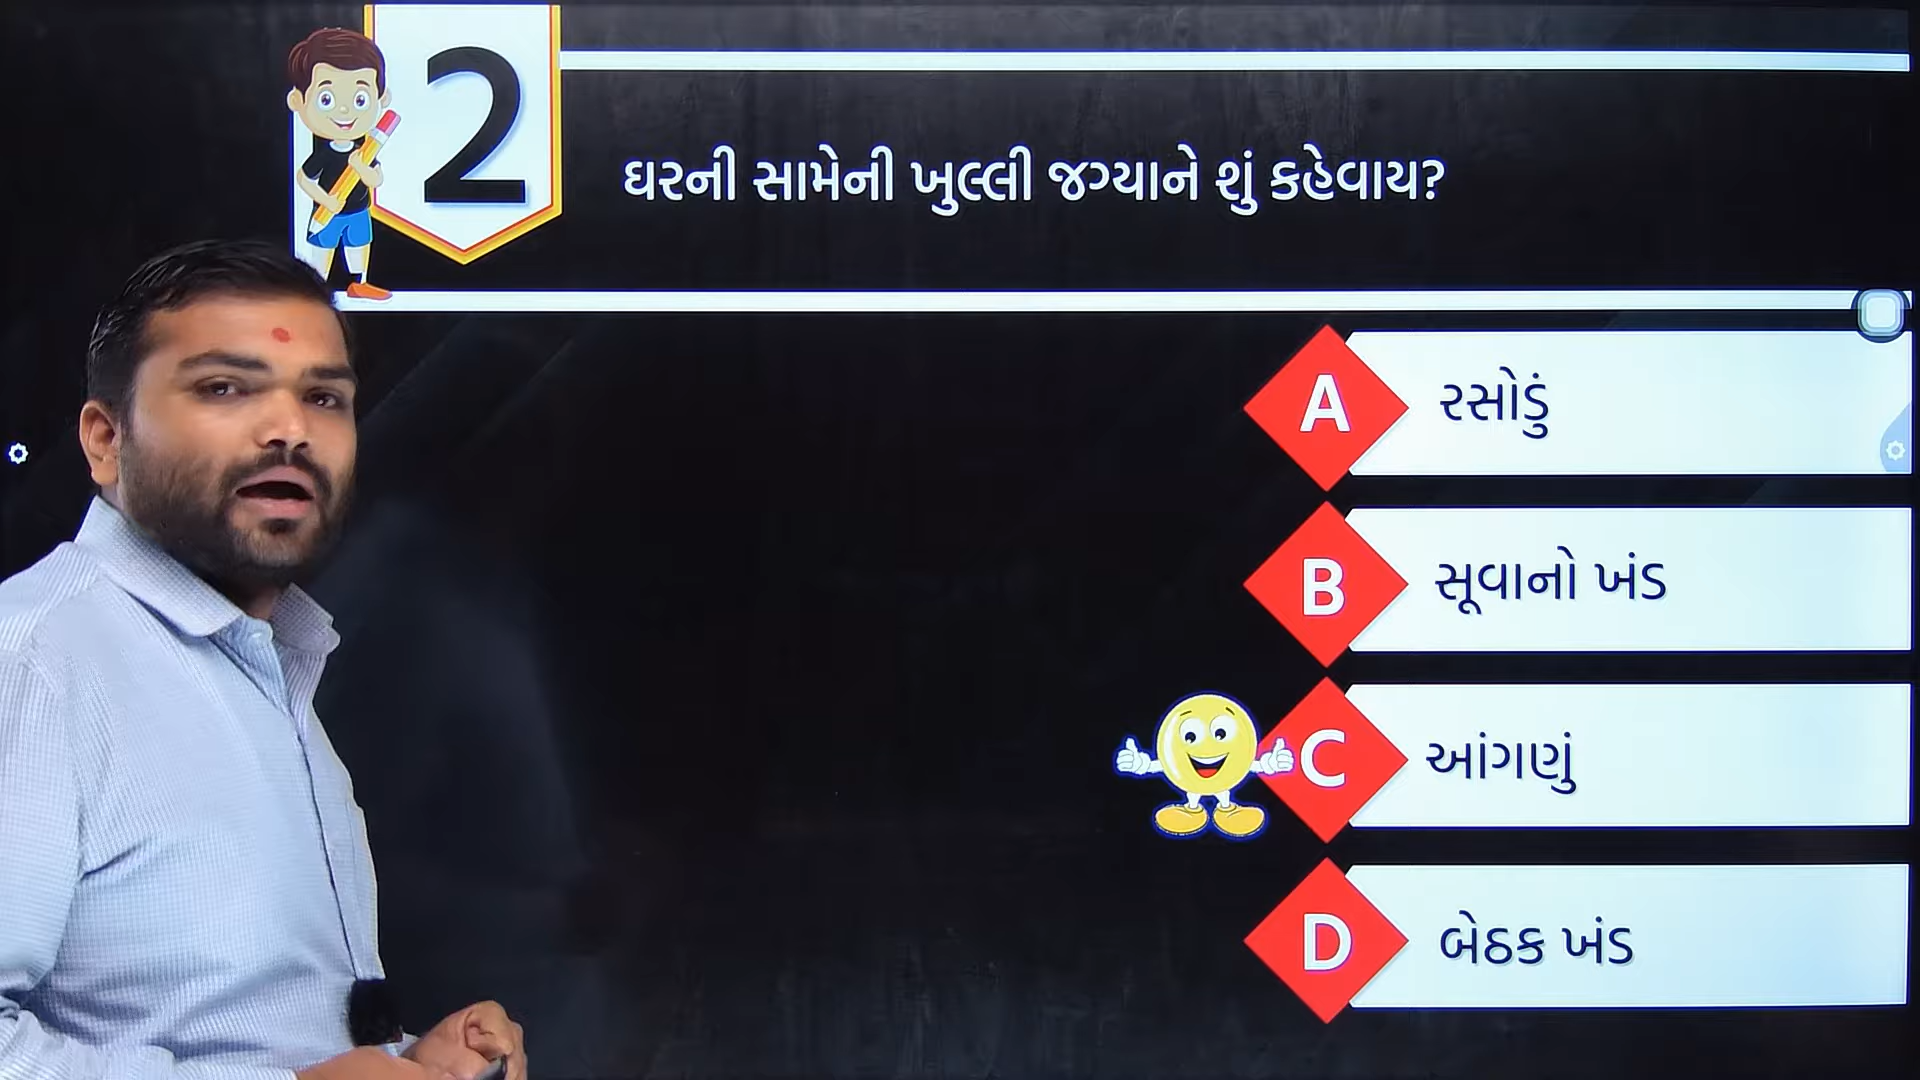 2
ઘરની સામેની ખુલ્લી જગ્યાને શું કહેવાય?
A રસોડું
B સૂવાનો ખંડ
C આંગણું
D બેઠક ખંડ